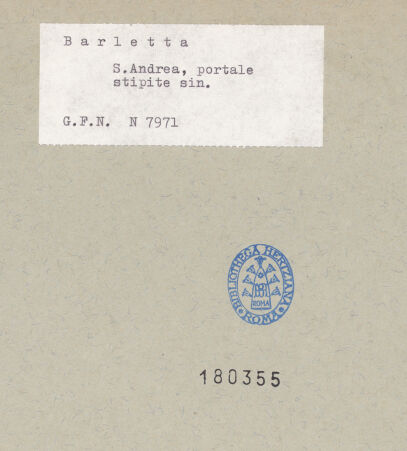 Barletta
S.Andrea, portale
stipite sin.
G.F.N. N 7971
BIBLIOTHECA HERTZIANA
ROMA
ROMA
180355